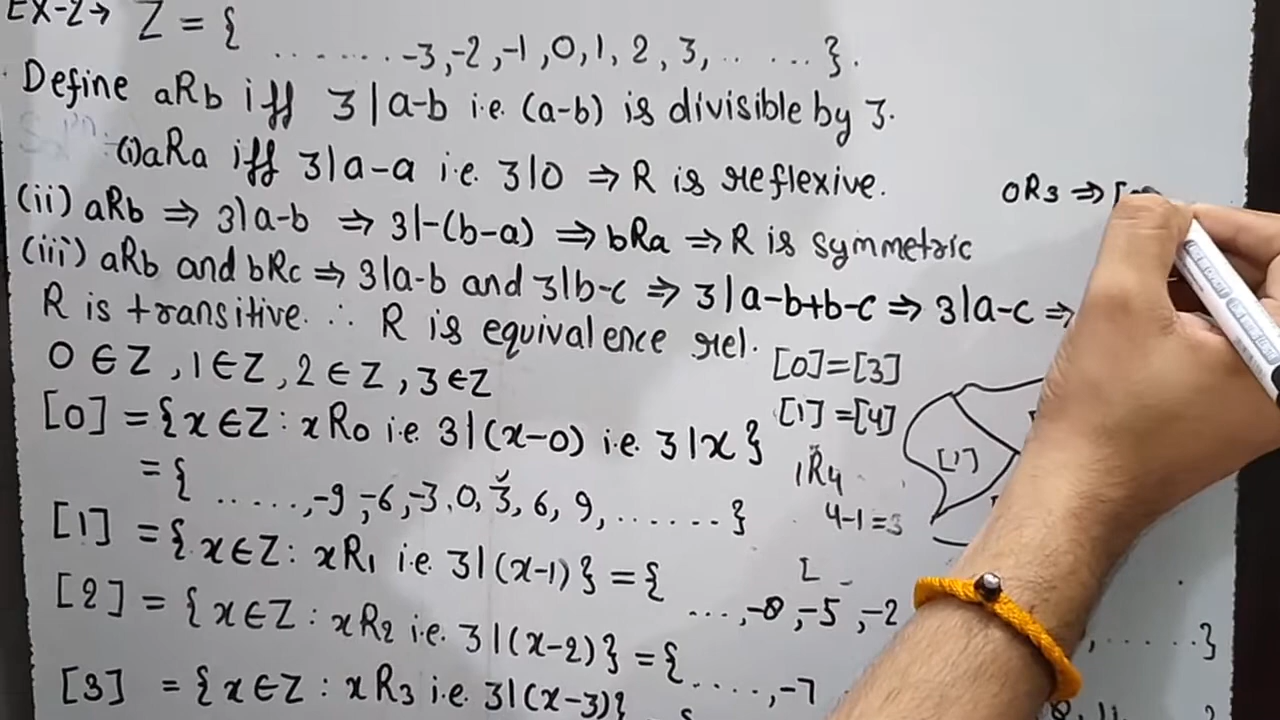 EX-2→ Z = {.......-3,-2,-1,0,1,2,3,......}.
Define aRb iff 3|a-b i.e. (a-b) is divisible by 3.
Solⁿ: (i) aRa iff 3|a-a i.e. 3|0 ⇒ R is reflexive.
0R3 ⇒ [
(ii) aRb ⇒ 3|a-b ⇒ 3|-(b-a) ⇒ bRa ⇒ R is symmetric
(iii) aRb and bRc ⇒ 3|a-b and 3|b-c ⇒ 3|a-b+b-c ⇒ 3|a-c ⇒
R is transitive. ∴ R is equivalence rel.
0 ∈ Z, 1 ∈ Z, 2 ∈ Z, 3 ∈ Z
[0] = {x ∈ Z : xR0 i.e. 3|(x-0) i.e. 3|x}
= {......,-9,-6,-3,0,3,6,9,.......}
[0]=[3]
[1]=[4]
1R4
4-1=3
[1]
[1] = {x ∈ Z : xR1 i.e. 3|(x-1)} = {...,-8,-5,-2
,.....}
[2] = {x ∈ Z : xR2 i.e. 3|(x-2)} = {....,-7
[3] = {x ∈ Z : xR3 i.e. 3|(x-3)}